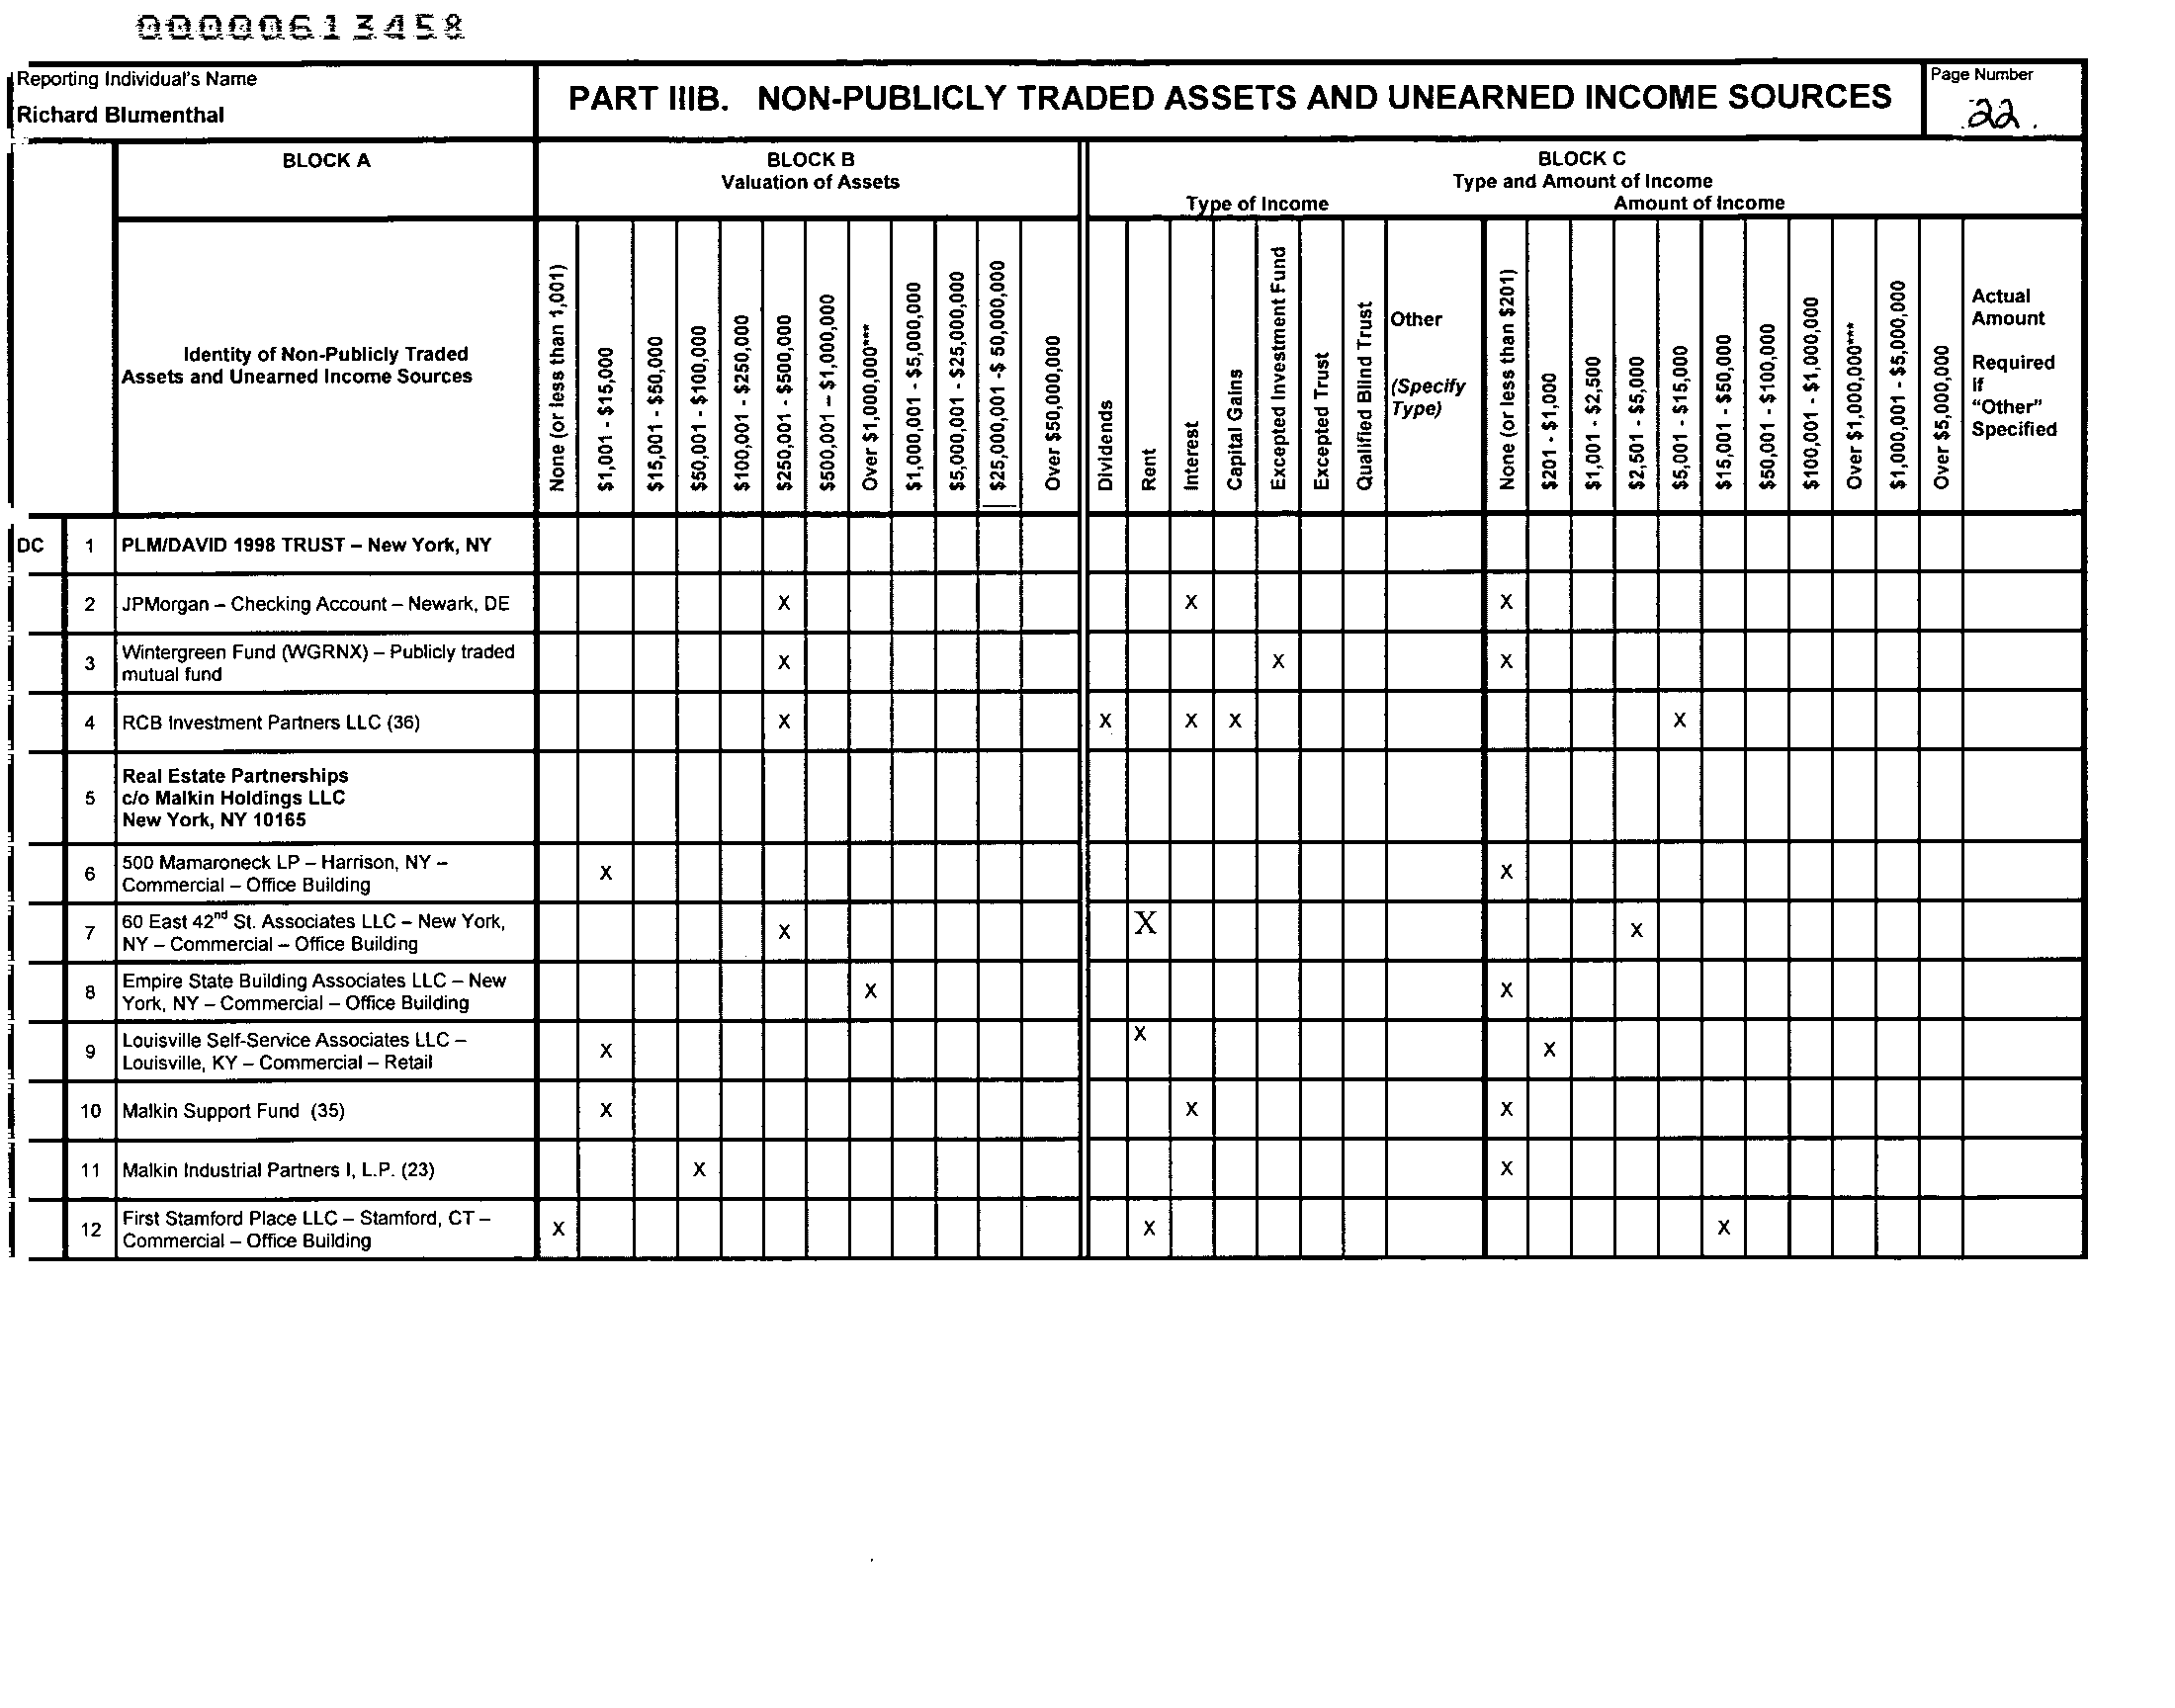 00000613458
Reporting Individual's Name
Richard Blumenthal
PART IIIB. NON-PUBLICLY TRADED ASSETS AND UNEARNED INCOME SOURCES
Page Number
22.
BLOCK A
BLOCK B
Valuation of Assets
BLOCK C
Type and Amount of Income
Type of Income
Amount of Income
Identity of Non-Publicly Traded
Assets and Unearned Income Sources
None (or less than 1,001)
$1,001 - $15,000
$15,001 - $50,000
$50,001 - $100,000
$100,001 - $250,000
$250,001 - $500,000
$500,001 – $1,000,000
Over $1,000,000***
$1,000,001 - $5,000,000
$5,000,001 - $25,000,000
$25,000,001 -$ 50,000,000
Over $50,000,000
Dividends
Rent
Interest
Capital Gains
Excepted Investment Fund
Excepted Trust
Qualified Blind Trust
Other
(Specify
Type)
None (or less than $201)
$201 - $1,000
$1,001 - $2,500
$2,501 - $5,000
$5,001 - $15,000
$15,001 - $50,000
$50,001 - $100,000
$100,001 - $1,000,000
Over $1,000,000***
$1,000,001 - $5,000,000
Over $5,000,000
Actual
Amount
Required
If
“Other”
Specified
DC 1 PLM/DAVID 1998 TRUST – New York, NY
2 JPMorgan – Checking Account – Newark, DE X X X
3 Wintergreen Fund (WGRNX) – Publicly traded
mutual fund X X X
4 RCB Investment Partners LLC (36) X X X X X
5 Real Estate Partnerships
c/o Malkin Holdings LLC
New York, NY 10165
6 500 Mamaroneck LP – Harrison, NY –
Commercial – Office Building X X
7 60 East 42nd St. Associates LLC – New York,
NY – Commercial – Office Building X X X
8 Empire State Building Associates LLC – New
York, NY – Commercial – Office Building X X
9 Louisville Self-Service Associates LLC –
Louisville, KY – Commercial – Retail X X X
10 Malkin Support Fund (35) X X X
11 Malkin Industrial Partners I, L.P. (23) X X
12 First Stamford Place LLC – Stamford, CT –
Commercial – Office Building X X X